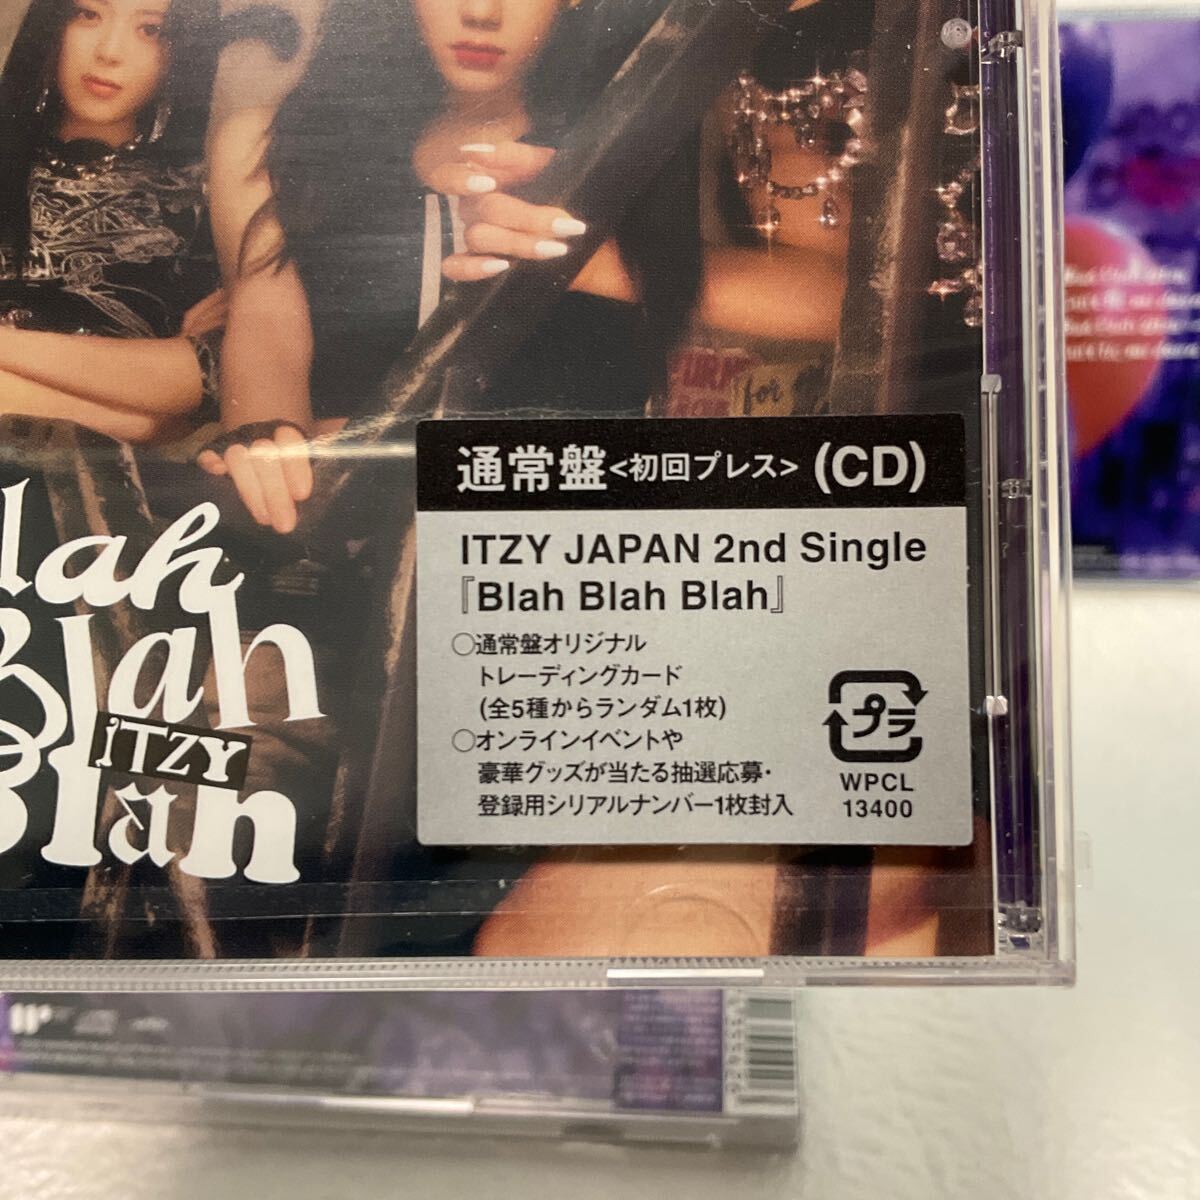 通常盤<初回プレス> (CD)
ITZY JAPAN 2nd Single
『Blah Blah Blah』
○通常盤オリジナル
トレーディングカード
(全5種からランダム1枚)
○オンラインイベントや
豪華グッズが当たる抽選応募・
登録用シリアルナンバー1枚封入
プラ
WPCL
13400
lah
Blah
ITZY
Blah
for